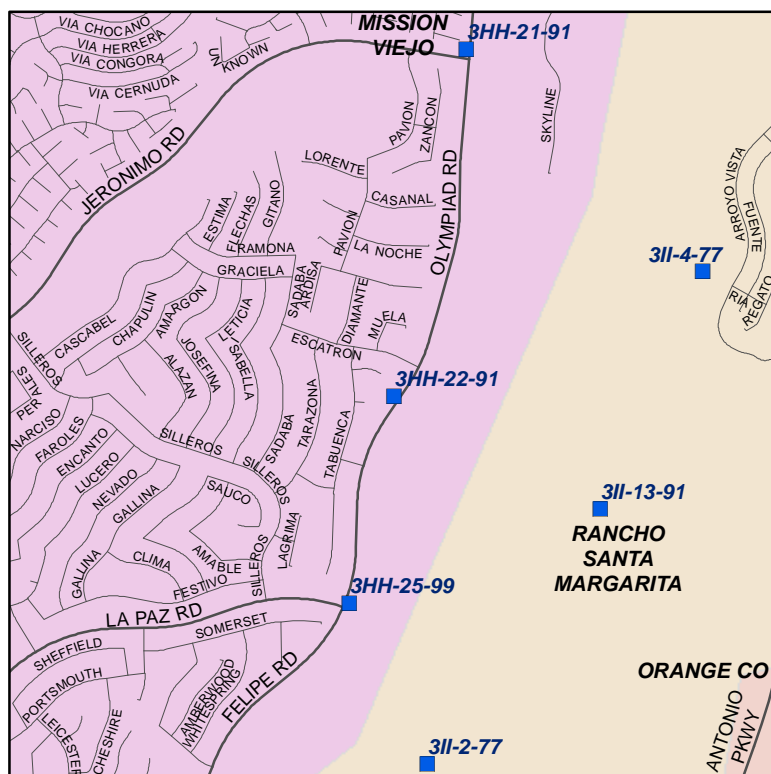 MISSION
VIEJO
3HH-21-91
VIA CHOCANO
VIA HERRERA
VIA CONGORA
VIA CERNUDA
UN KNOWN
JERONIMO RD
PAVION
ZANCON
SKYLINE
LORENTE
CASANAL
OLYMPIAD RD
ARROYO VISTA
FUENTE
ESTIMA
FLECHAS
GITANO
RAMONA
PAVION
LA NOCHE
GRACIELA
3II-4-77
RIA
REGATO
SADABA
ARDISA
DIAMANTE
MUELA
CASCABEL
CHAPULIN
AMARGON
LETICIA
ESCATRON
SILLEROS
ALAZAN
JOSEFINA
ISABELLA
3HH-22-91
PER
ALES
NARCISO
FAROLES
ENCANTO
LUCERO
NEVADO
GALLINA
SILLEROS
SADABA
TARAZONA
TABUENCA
SILLEROS
SAUCO
3II-13-91
RANCHO
SANTA
MARGARITA
LAGRIMA
GALLINA
CLIMA
AMABLE
FESTIVO
SILLEROS
3HH-25-99
LA PAZ RD
SOMERSET
SHEFFIELD
PORTSMOUTH
LEICESTER
CHESHIRE
AMBERWOOD
WHITESPRING
FELIPE RD
ORANGE CO
ANTONIO
PKWY
3II-2-77